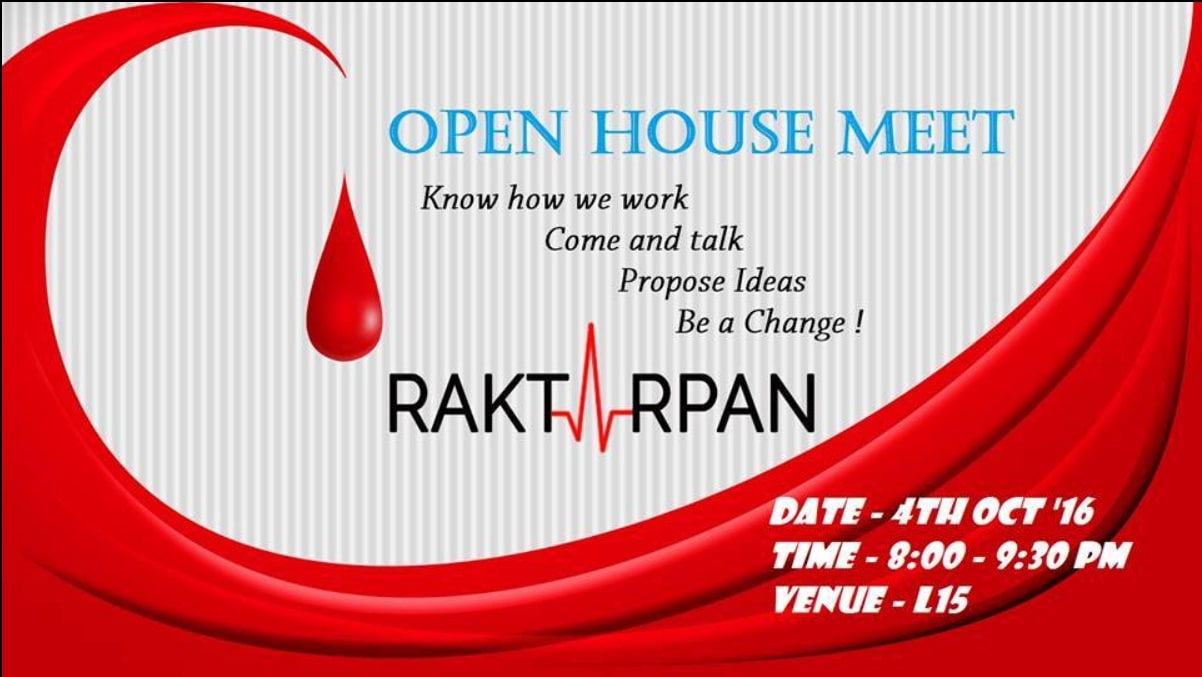 OPEN HOUSE MEET
Know how we work
Come and talk
Propose Ideas
Be a Change !
RAKTARPAN
DATE - 4TH OCT '16
TIME - 8:00 - 9:30 PM
VENUE - L15